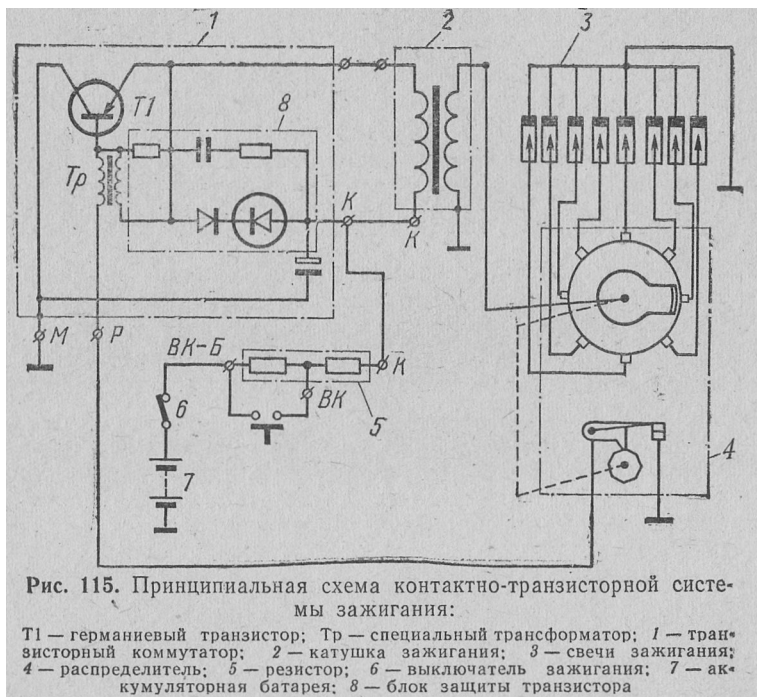 1
2
3
T1
8
Тр
К
К
М
Р
ВК-Б
К
ВК
6
5
7
4
Рис. 115. Принципиальная схема контактно-транзисторной систе-
мы зажигания:
T1 — германиевый транзистор; Тр — специальный трансформатор; 1 — тран-
висторный коммутатор; 2 — катушка зажигания; 3 — свечи зажигания;
4 — распределитель; 5 — резистор; 6 — выключатель зажигания; 7 — ак-
кумуляторная батарея; 8 — блок защиты транзистора